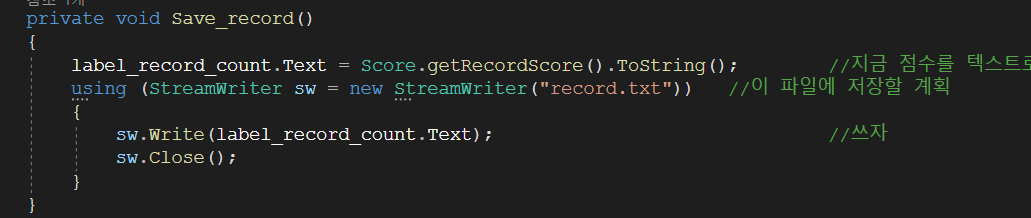 private void Save_record()
{
label_record_count.Text = Score.getRecordScore().ToString(); //지금 점수를 텍스트로
using (StreamWriter sw = new StreamWriter("record.txt")) //이 파일에 저장할 계획
{
sw.Write(label_record_count.Text); //쓰자
sw.Close();
}
}